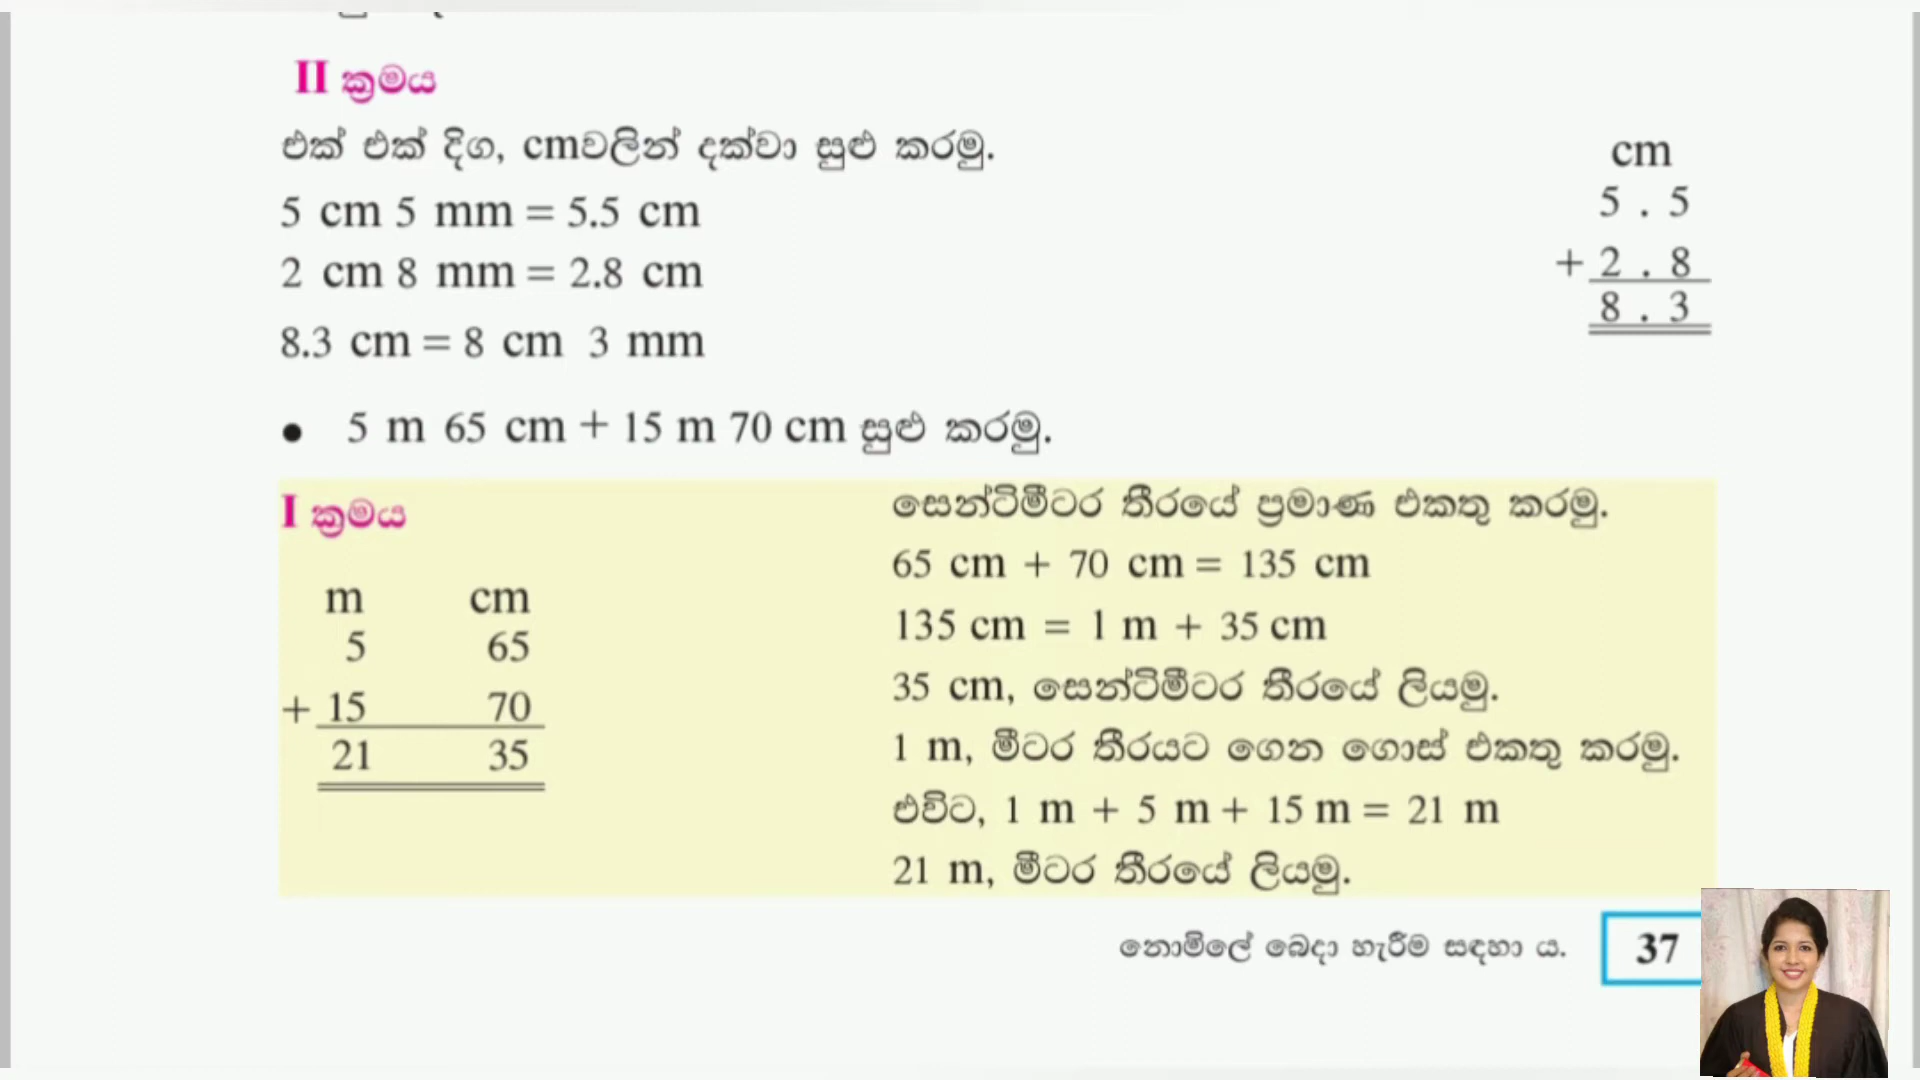 II ක්‍රමය
එක් එක් දිග, cmවලින් දක්වා සුළු කරමු.
5 cm 5 mm = 5.5 cm
2 cm 8 mm = 2.8 cm
8.3 cm = 8 cm 3 mm
cm
5 . 5
+ 2 . 8
8 . 3
● 5 m 65 cm + 15 m 70 cm සුළු කරමු.
I ක්‍රමය
m cm
5 65
+ 15 70
21 35
සෙන්ටිමීටර තීරයේ ප්‍රමාණ එකතු කරමු.
65 cm + 70 cm = 135 cm
135 cm = 1 m + 35 cm
35 cm, සෙන්ටිමීටර තීරයේ ලියමු.
1 m, මීටර තීරයට ගෙන ගොස් එකතු කරමු.
එවිට, 1 m + 5 m + 15 m = 21 m
21 m, මීටර තීරයේ ලියමු.
නොමිලේ බෙදා හැරීම සඳහා ය. 37